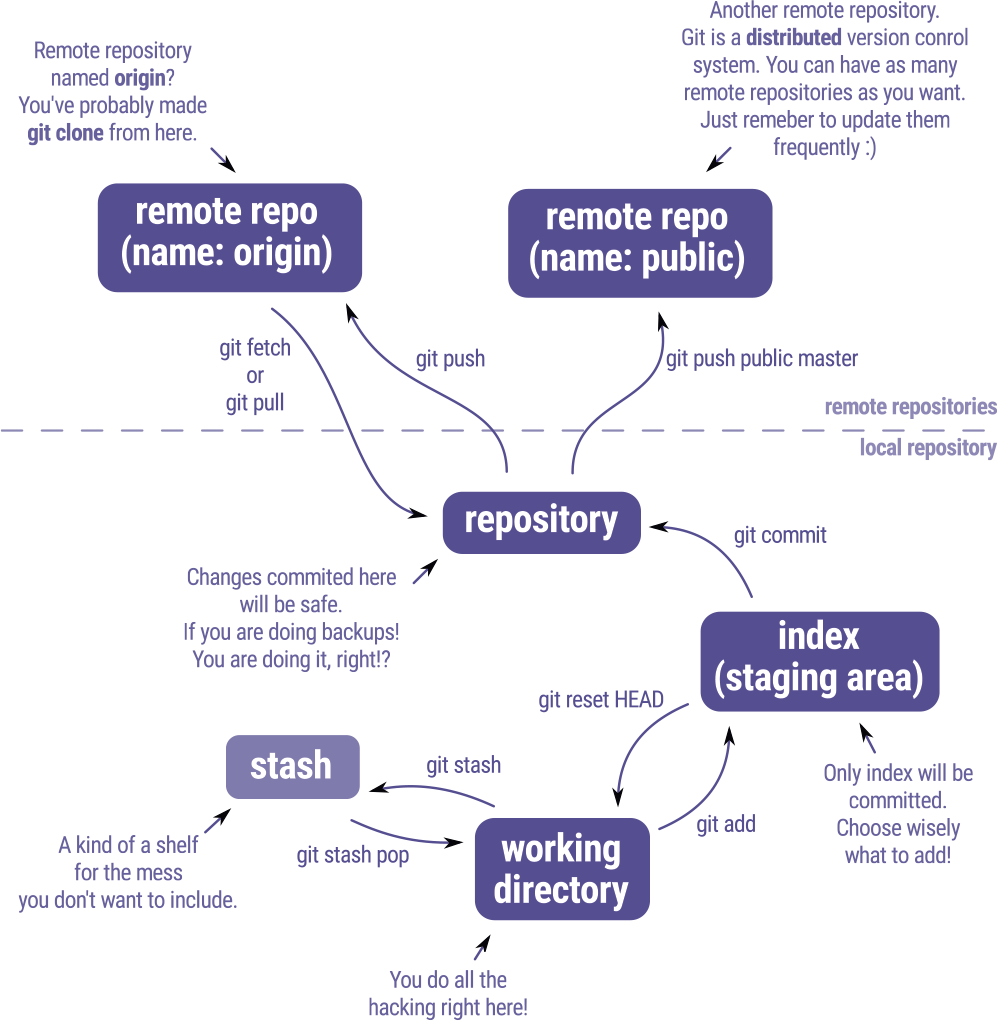 Remote repository
named origin?
You've probably made
git clone from here.
Another remote repository.
Git is a distributed version conrol
system. You can have as many
remote repositories as you want.
Just remeber to update them
frequently :)
remote repo
(name: origin)
remote repo
(name: public)
git fetch
or
git pull
git push
git push public master
remote repositories
local repository
repository
git commit
Changes commited here
will be safe.
If you are doing backups!
You are doing it, right!?
index
(staging area)
git reset HEAD
stash
git stash
git add
Only index will be
committed.
Choose wisely
what to add!
A kind of a shelf
for the mess
you don't want to include.
git stash pop
working
directory
You do all the
hacking right here!